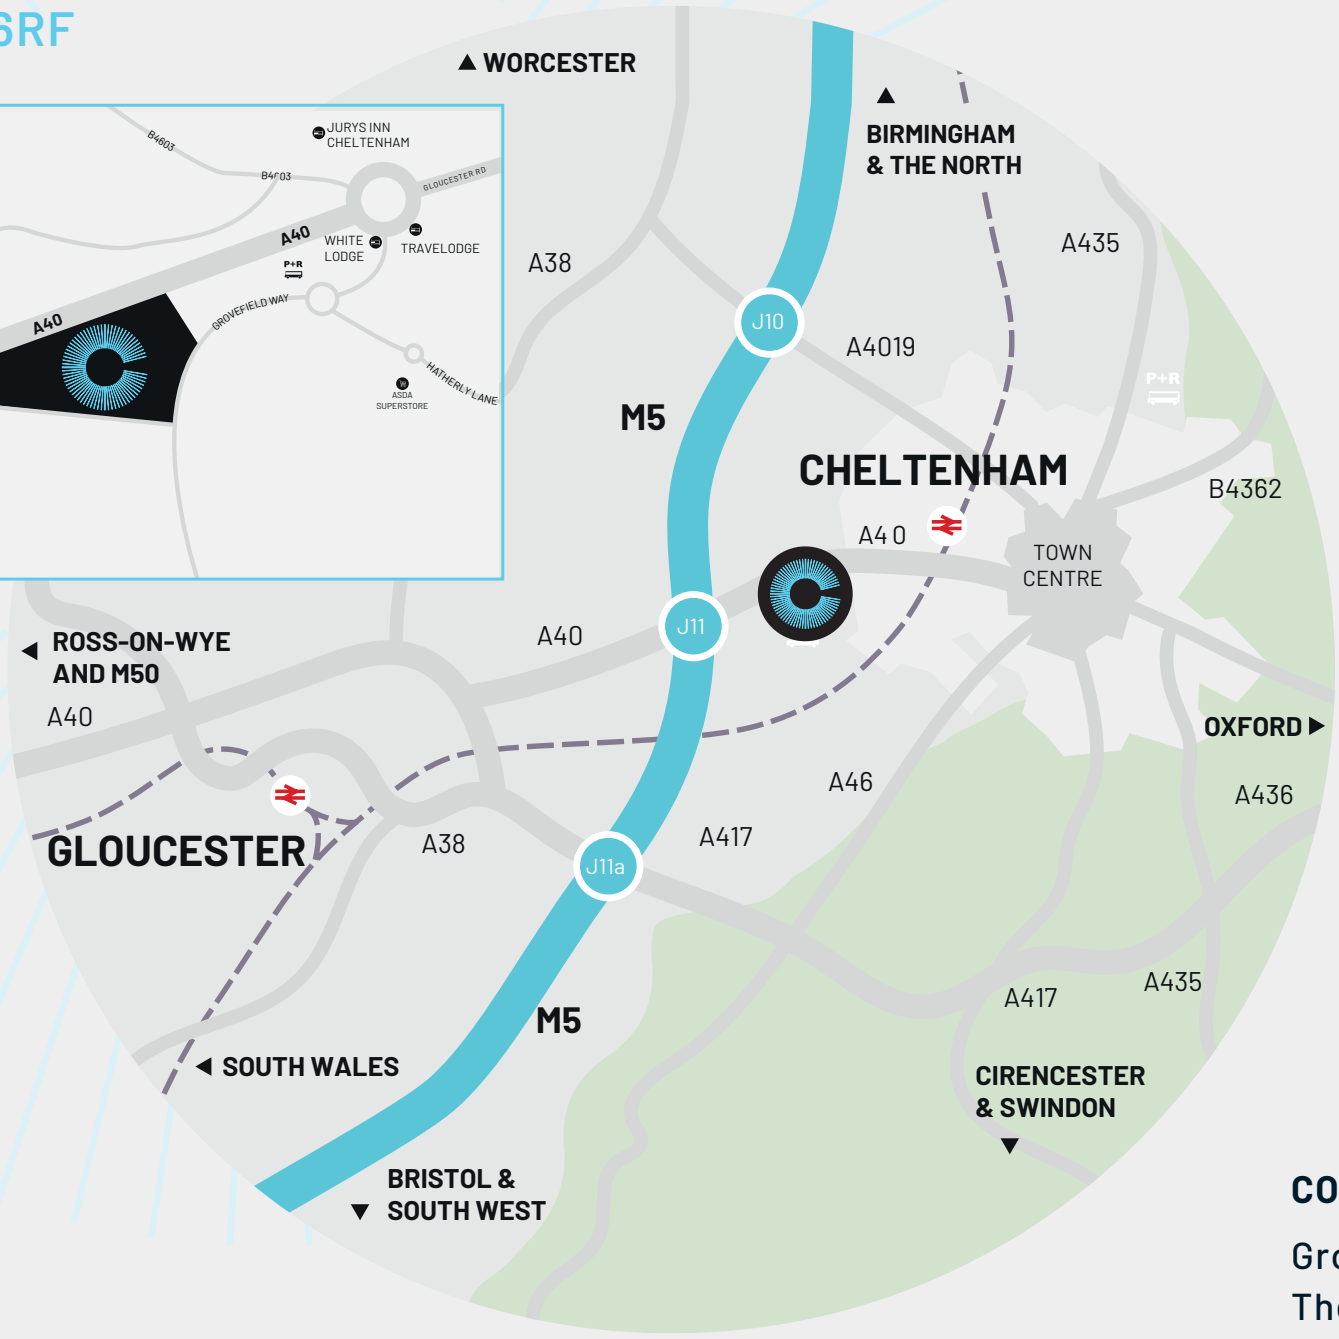 SRF
WORCESTER
BIRMINGHAM
& THE NORTH
B4603
JURYS INN
CHELTENHAM
GLOUCESTER RD
A40
WHITE
LODGE
TRAVELODGE
P+R
GROVEFIELD WAY
A40
HATHERLY LANE
ASDA
SUPERSTORE
A38
A435
J10
A4019
P+R
M5
CHELTENHAM
B4362
A40
TOWN
CENTRE
J11
A40
ROSS-ON-WYE
AND M50
A40
OXFORD
A46
A436
GLOUCESTER
A38
A417
J11a
A435
A417
M5
SOUTH WALES
CIRENCESTER
& SWINDON
BRISTOL &
SOUTH WEST
CO
Gro
The